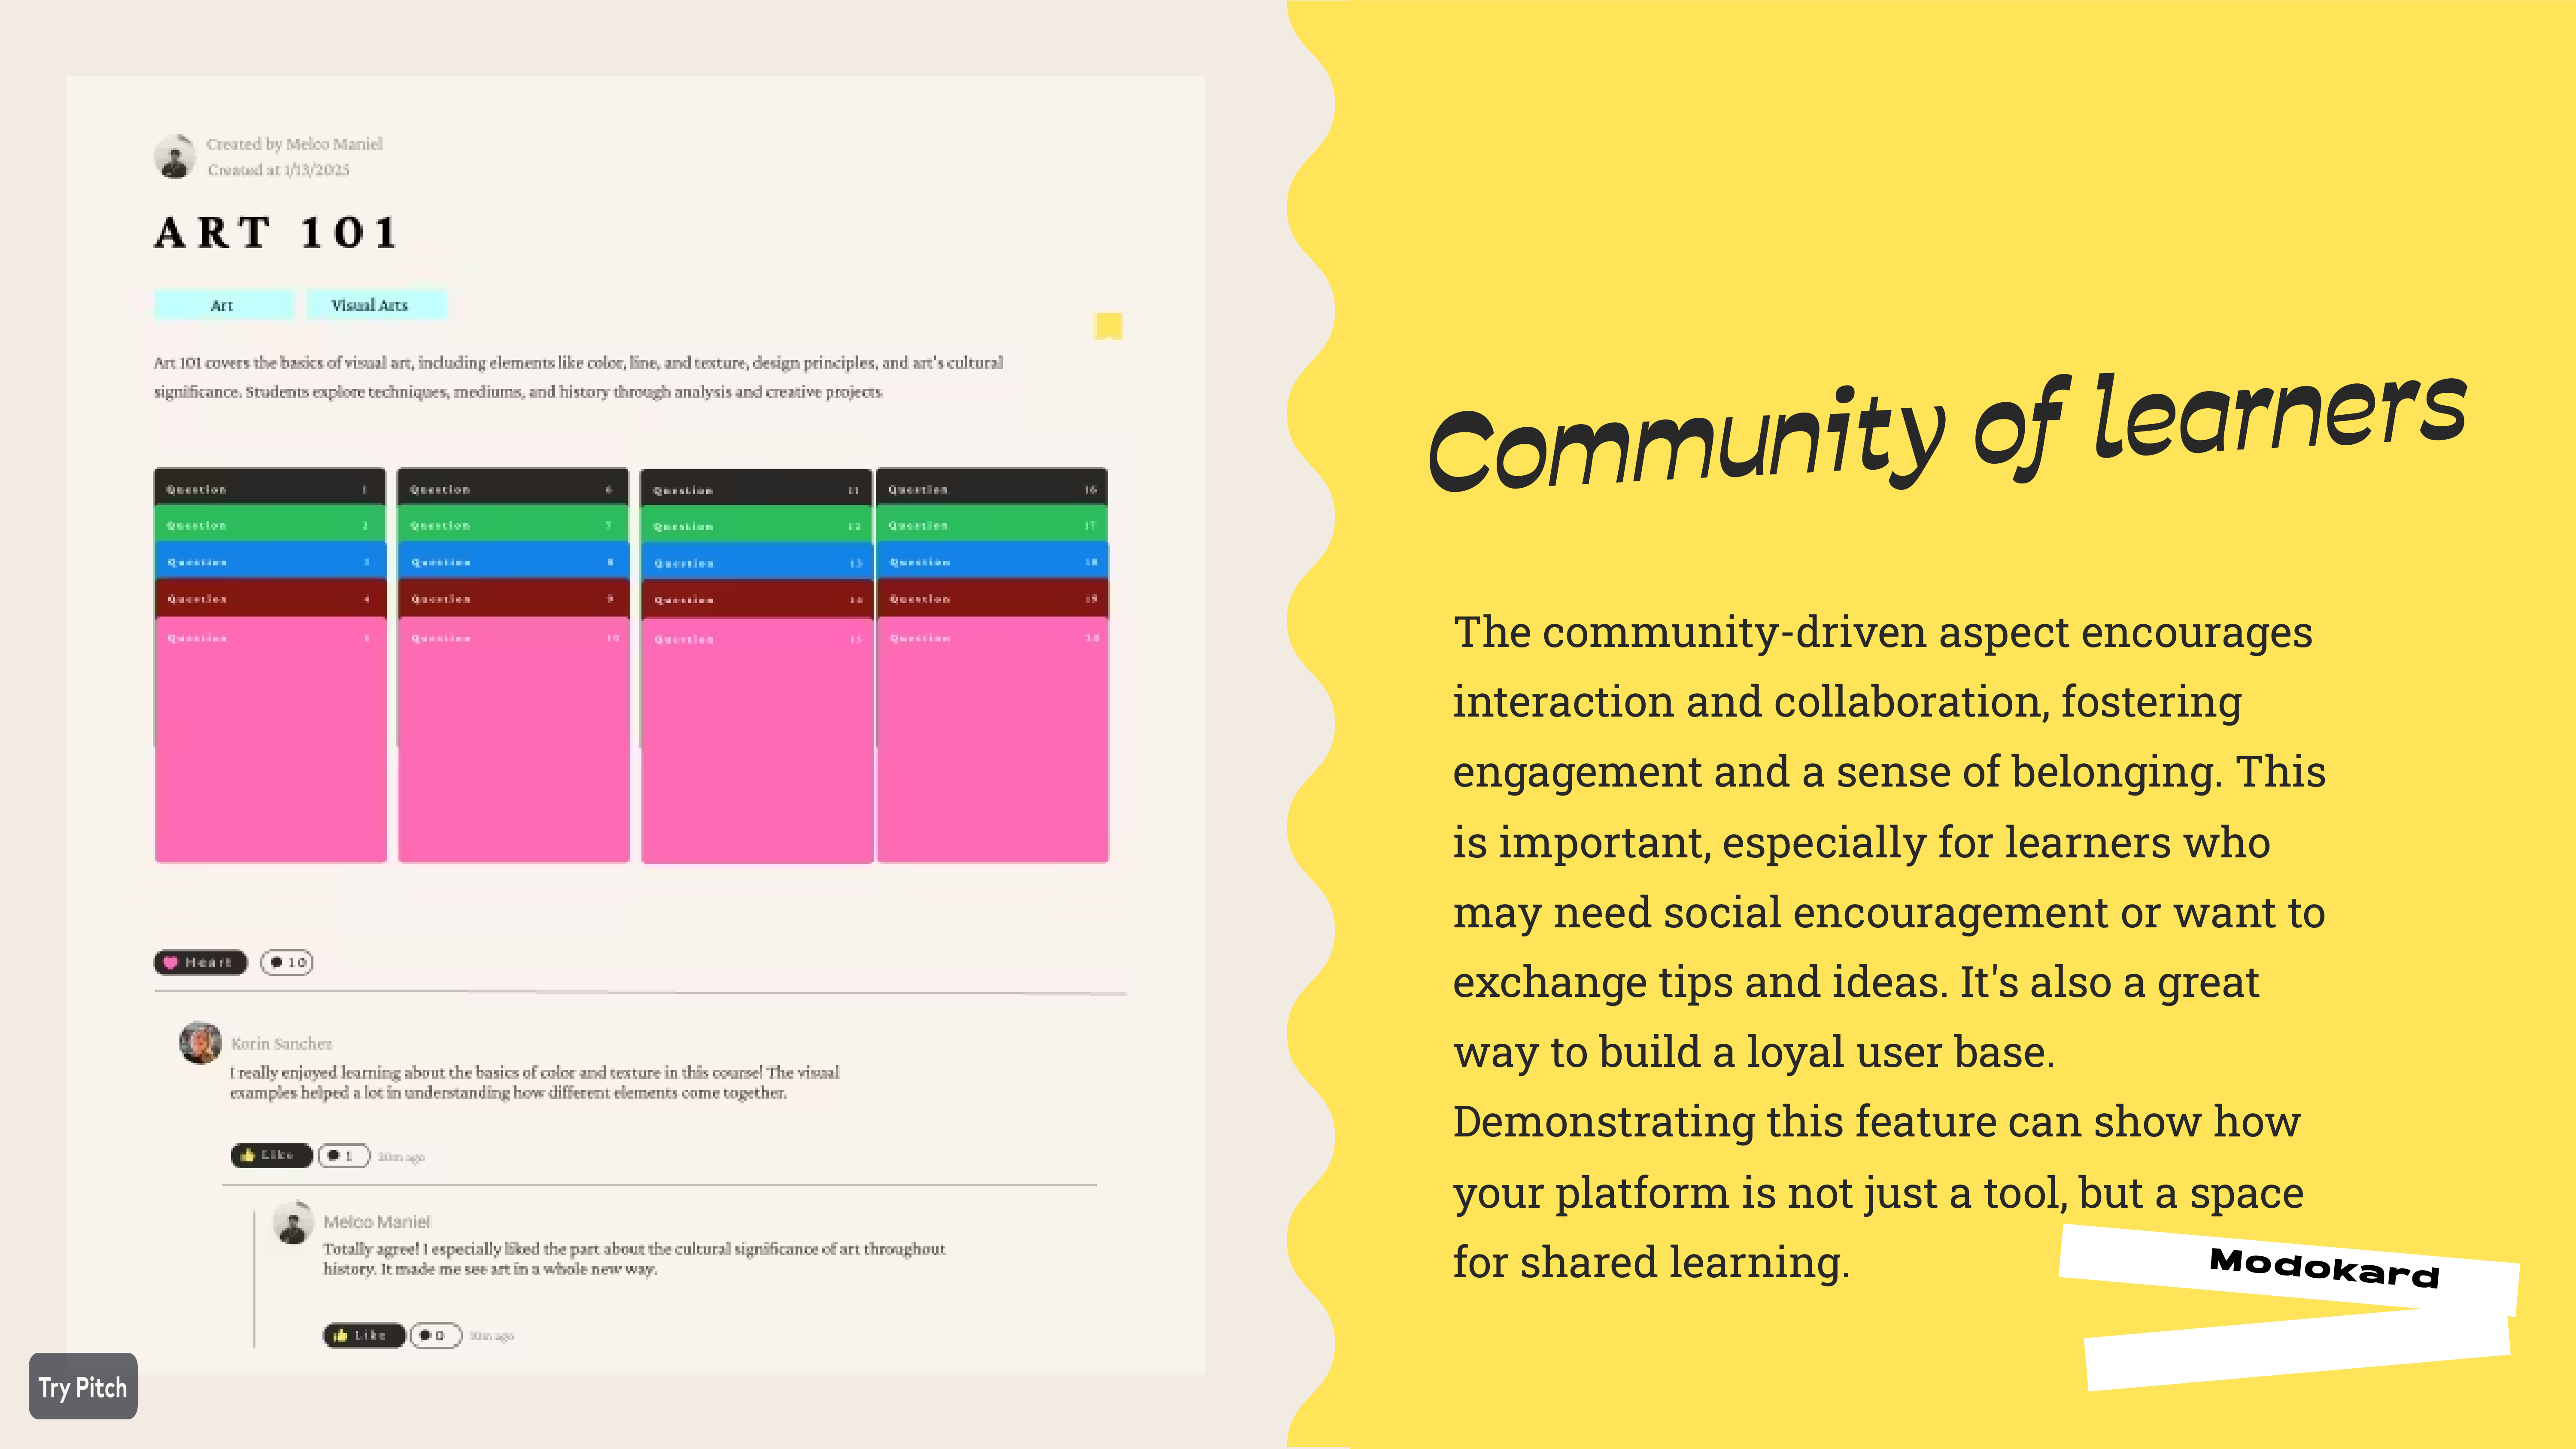 Created by Melco Maniel
Created at 1/13/2025
ART 101
Art
Visual Arts
Art 101 covers the basics of visual art, including elements like color, line, and texture, design principles, and art's cultural
significance. Students explore techniques, mediums, and history through analysis and creative projects
Question 1
Question 2
Question 3
Question 4
Question 5
Question 6
Question 7
Question 8
Question 9
Question 10
Question 11
Question 12
Question 13
Question 14
Question 15
Question 16
Question 17
Question 18
Question 19
Question 20
Heart
10
Korin Sanchez
I really enjoyed learning about the basics of color and texture in this course! The visual
examples helped a lot in understanding how different elements come together.
Like
1
20m ago
Melco Maniel
Totally agree! I especially liked the part about the cultural significance of art throughout
history. It made me see art in a whole new way.
Like
0
10m ago
Try Pitch
Community of learners
The community-driven aspect encourages
interaction and collaboration, fostering
engagement and a sense of belonging. This
is important, especially for learners who
may need social encouragement or want to
exchange tips and ideas. It's also a great
way to build a loyal user base.
Demonstrating this feature can show how
your platform is not just a tool, but a space
for shared learning.
Modokard